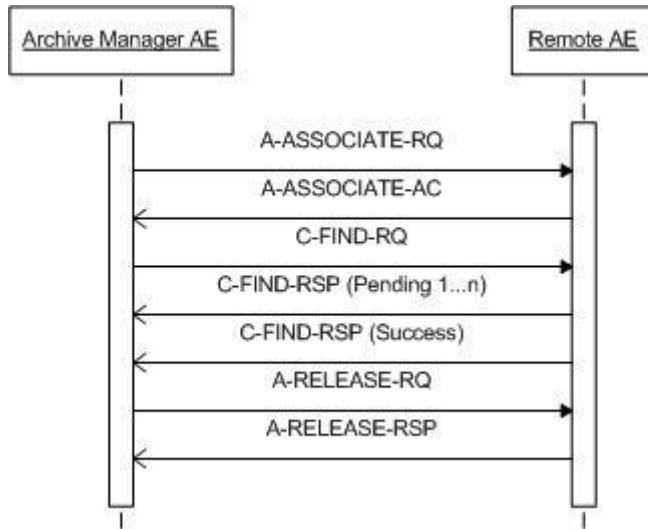 Archive Manager AE
Remote AE
A-ASSOCIATE-RQ
A-ASSOCIATE-AC
C-FIND-RQ
C-FIND-RSP (Pending 1...n)
C-FIND-RSP (Success)
A-RELEASE-RQ
A-RELEASE-RSP